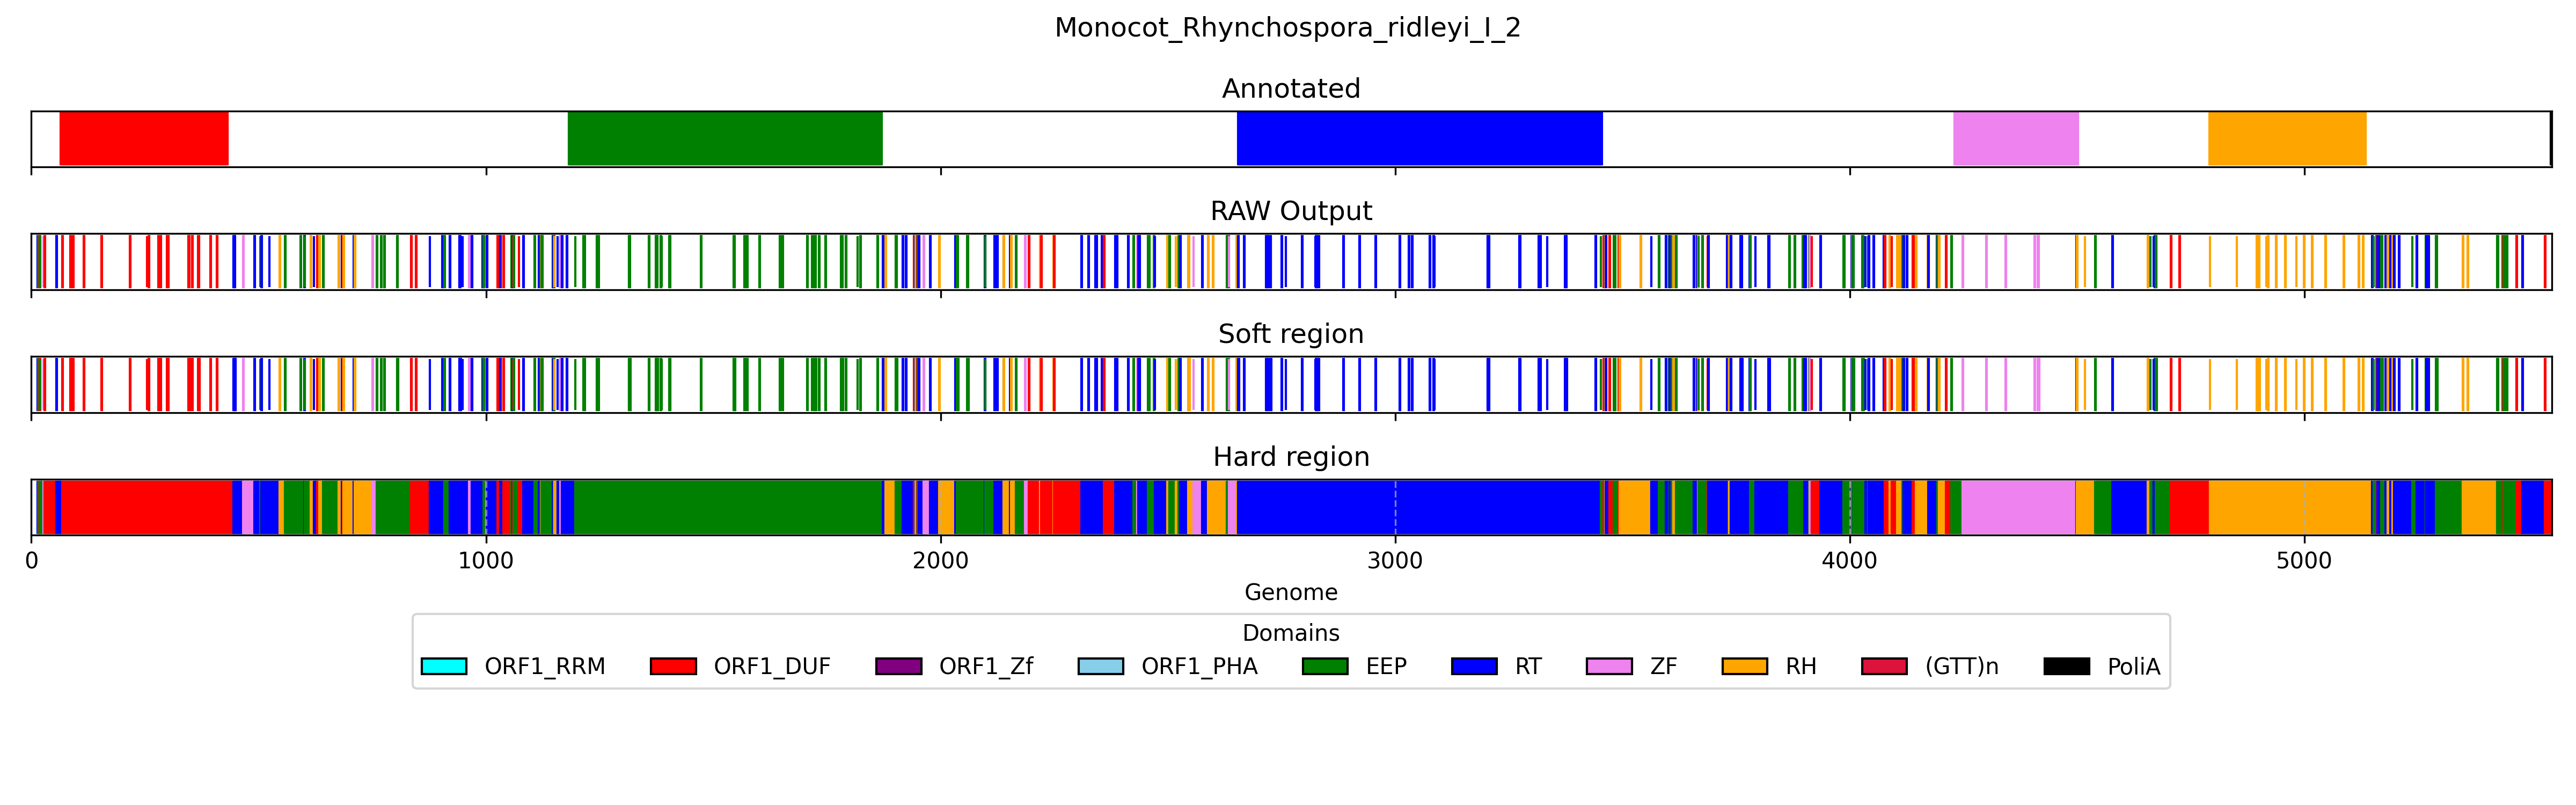 Monocot_Rhynchospora_ridleyi_I_2
Annotated
RAW Output
Soft region
Hard region
0 1000 2000 3000 4000 5000
Genome
Domains
ORF1_RRM ORF1_DUF ORF1_Zf ORF1_PHA EEP RT ZF RH (GTT)n PoliA